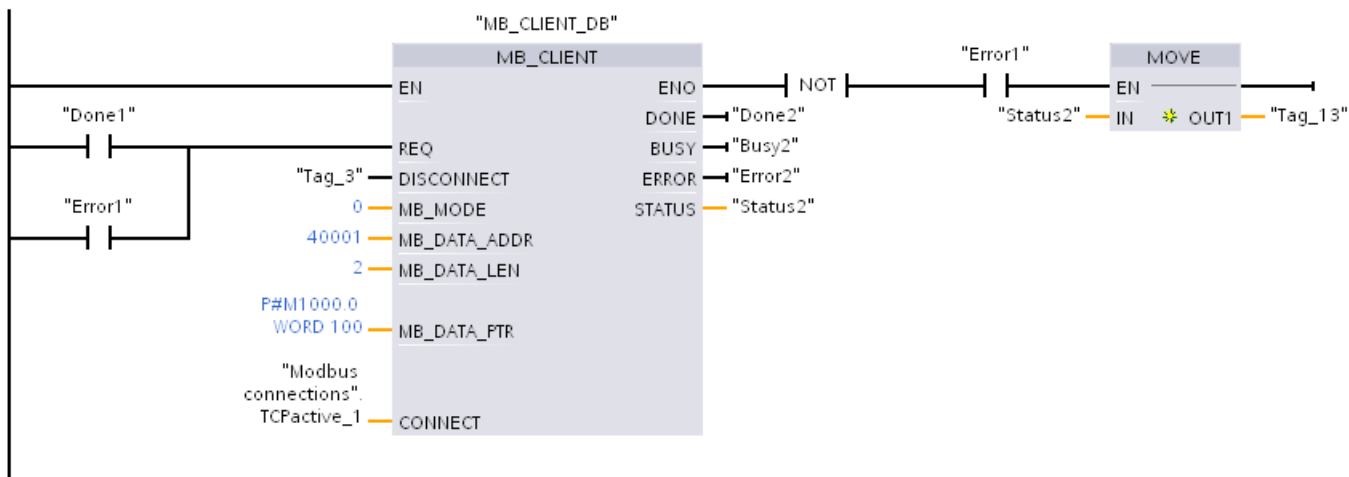 "MB_CLIENT_DB"
MB_CLIENT
EN
ENO
NOT
"Error1"
MOVE
EN
"Done1"
DONE
"Done2"
"Status2"
IN
OUT1
"Tag_13"
REQ
BUSY
"Busy2"
"Tag_3"
DISCONNECT
ERROR
"Error2"
"Error1"
0
MB_MODE
STATUS
"Status2"
40001
MB_DATA_ADDR
2
MB_DATA_LEN
P#M1000.0
WORD 100
MB_DATA_PTR
"Modbus
connections".
TCPactive_1
CONNECT